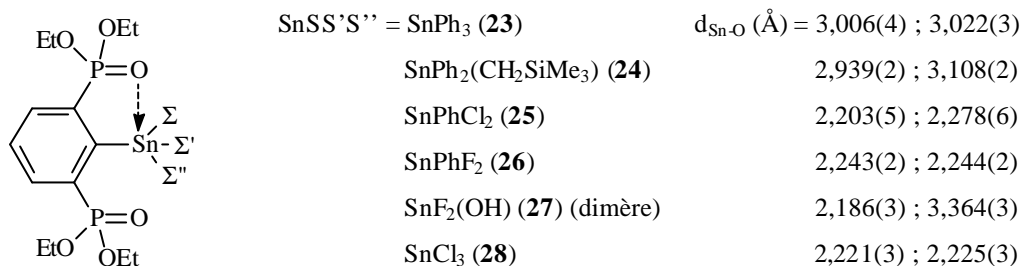 SnSS'S'' = SnPh3 (23) dSn-O (Å) = 3,006(4) ; 3,022(3)
SnPh2(CH2SiMe3) (24) 2,939(2) ; 3,108(2)
SnPhCl2 (25) 2,203(5) ; 2,278(6)
SnPhF2 (26) 2,243(2) ; 2,244(2)
SnF2(OH) (27) (dimère) 2,186(3) ; 3,364(3)
SnCl3 (28) 2,221(3) ; 2,225(3)
OEt
EtO
P=O
Σ
Sn Σ'
Σ''
P=O
EtO
OEt